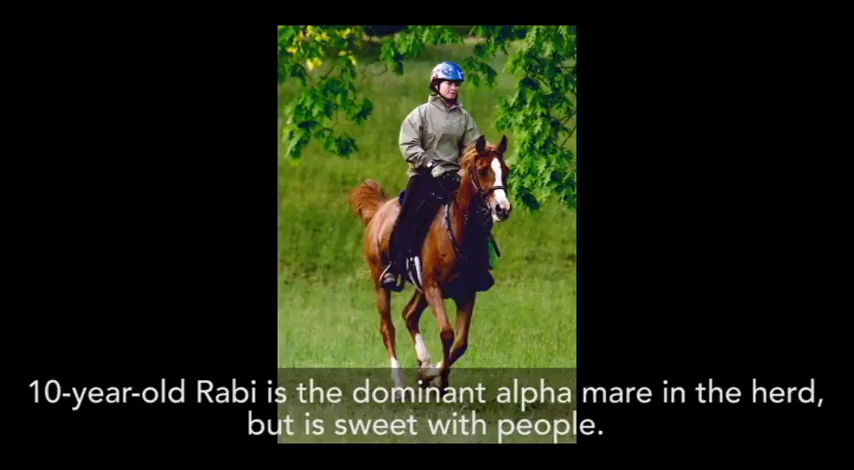 10-year-old Rabi is the dominant alpha mare in the herd,
but is sweet with people.